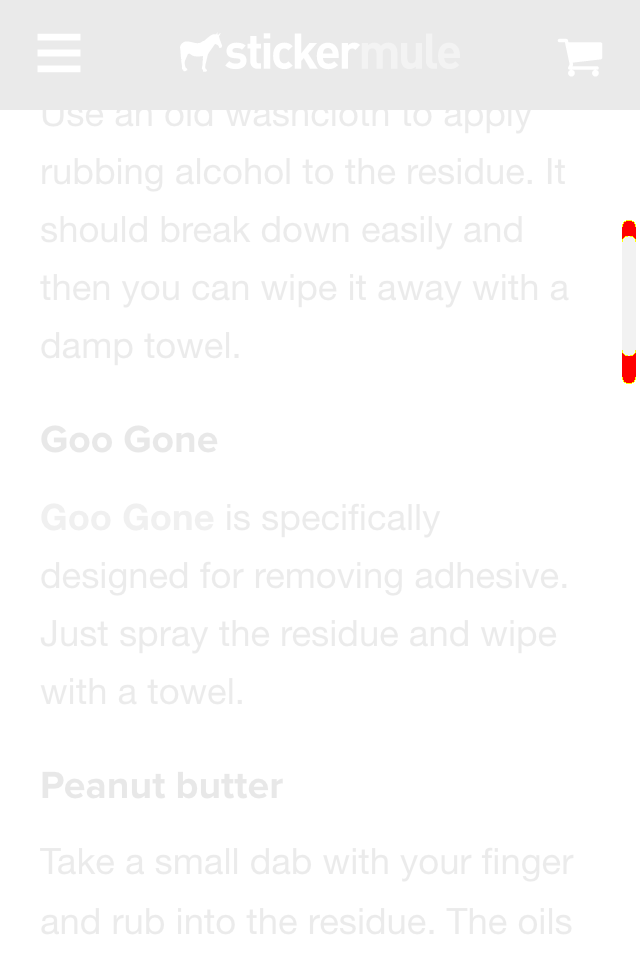 stickermule
Use an old washcloth to apply
rubbing alcohol to the residue. It
should break down easily and
then you can wipe it away with a
damp towel.
Goo Gone
Goo Gone is specifically
designed for removing adhesive.
Just spray the residue and wipe
with a towel.
Peanut butter
Take a small dab with your finger
and rub into the residue. The oils